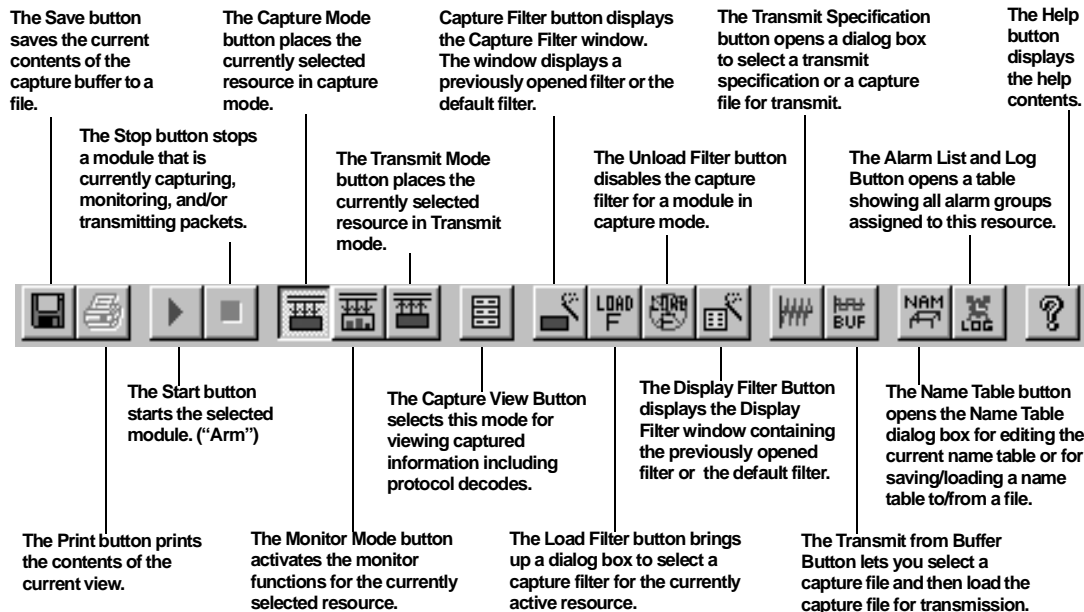 The Save button
saves the current
contents of the
capture buffer to a
file.
The Capture Mode
button places the
currently selected
resource in capture
mode.
Capture Filter button displays
the Capture Filter window.
The window displays a
previously opened filter or the
default filter.
The Transmit Specification
button opens a dialog box
to select a transmit
specification or a capture
file for transmit.
The Help
button
displays
the help
contents.
The Stop button stops
a module that is
currently capturing,
monitoring, and/or
transmitting packets.
The Transmit Mode
button places the
currently selected
resource in Transmit
mode.
The Unload Filter button
disables the capture
filter for a module in
capture mode.
The Alarm List and Log
Button opens a table
showing all alarm groups
assigned to this resource.
LOAD
F
BUF
NAM
LOG
?
The Start button
starts the selected
module. (“Arm”)
The Capture View Button
selects this mode for
viewing captured
information including
protocol decodes.
The Display Filter Button
displays the Display
Filter window containing
the previously opened
filter or the default filter.
The Name Table button
opens the Name Table
dialog box for editing the
current name table or for
saving/loading a name
table to/from a file.
The Print button prints
the contents of the
current view.
The Monitor Mode button
activates the monitor
functions for the currently
selected resource.
The Load Filter button brings
up a dialog box to select a
capture filter for the currently
active resource.
The Transmit from Buffer
Button lets you select a
capture file and then load the
capture file for transmission.